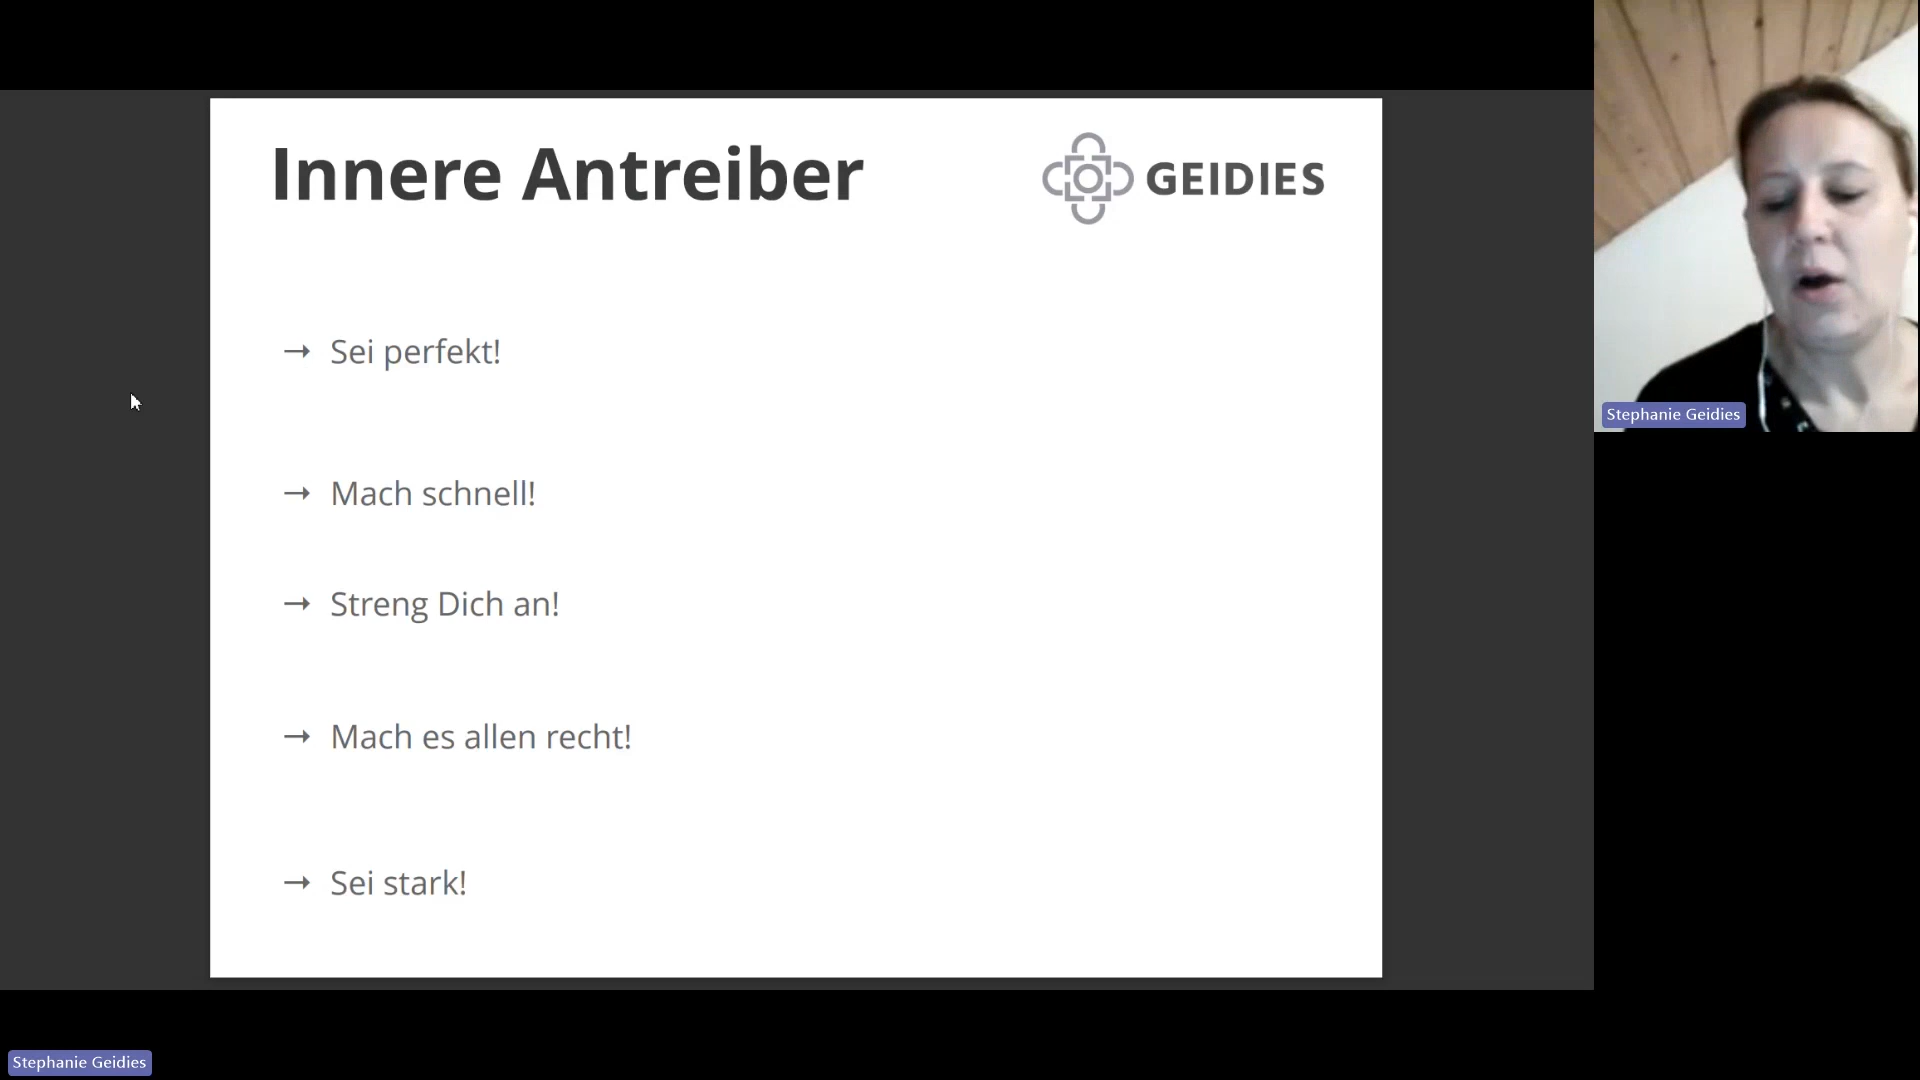 Innere Antreiber
GEIDIES
→ Sei perfekt!
→ Mach schnell!
→ Streng Dich an!
→ Mach es allen recht!
→ Sei stark!
Stephanie Geidies
Stephanie Geidies